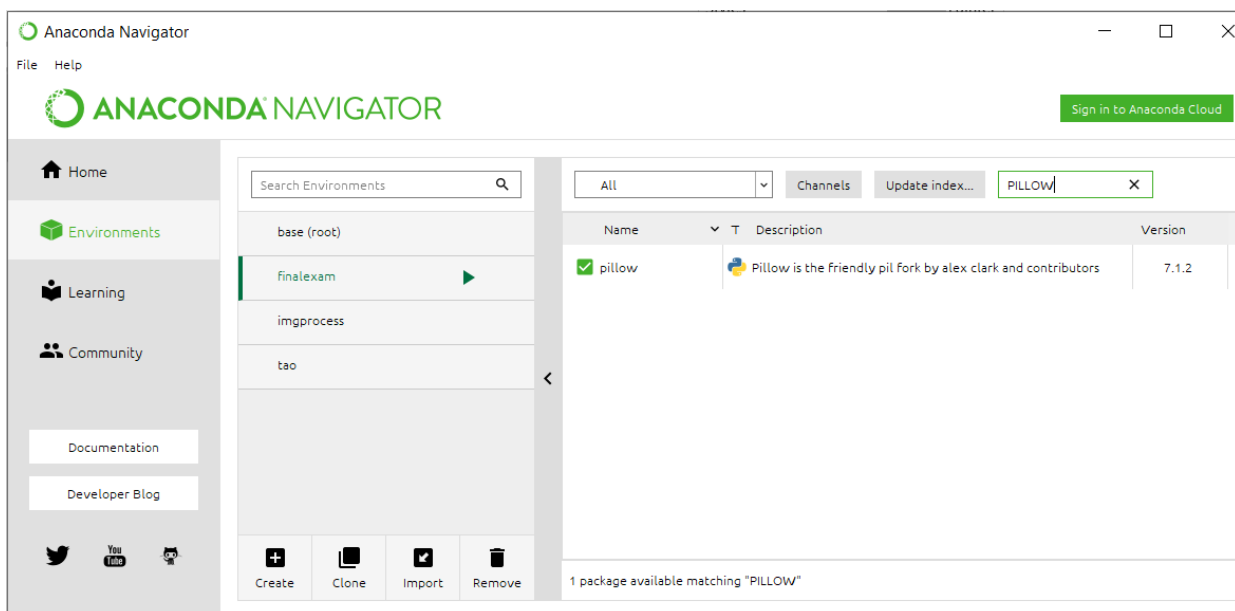 Anaconda Navigator
File Help
ANACONDA NAVIGATOR
Sign in to Anaconda Cloud
Home
Environments
Learning
Community
Documentation
Developer Blog
You
Tube
Search Environments
base (root)
finalexam
imgprocess
tao
Create Clone Import Remove
All Channels Update index... PILLOW
Name T Description Version
pillow Pillow is the friendly pil fork by alex clark and contributors 7.1.2
1 package available matching "PILLOW"